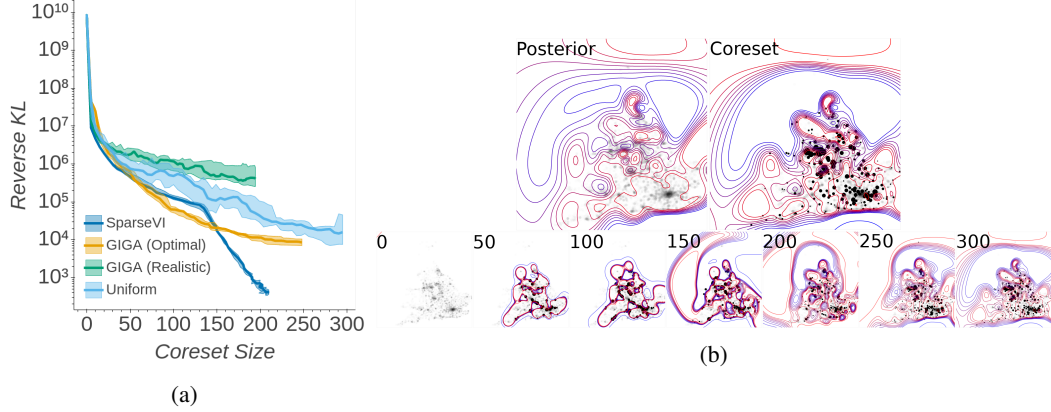 10^10
10^9
10^8
10^7
10^6
10^5
10^4
10^3
Reverse KL
SparseVI
GIGA (Optimal)
GIGA (Realistic)
Uniform
0 50 100 150 200 250 300
Coreset Size
(a)
Posterior Coreset
0 50 100 150 200 250 300
(b)